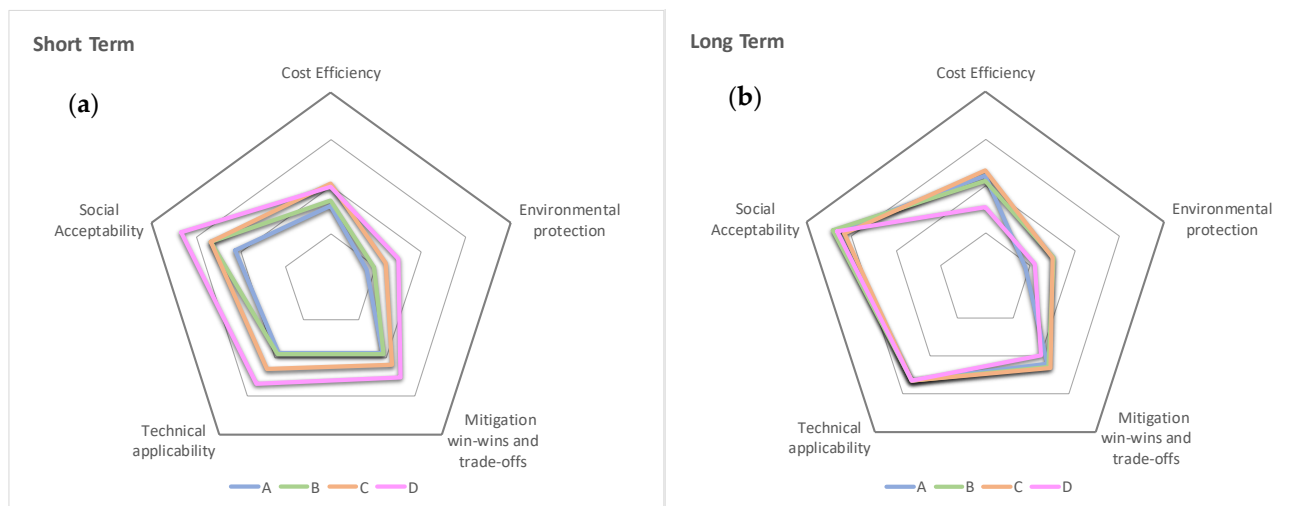 Short Term
(a)
Cost Efficiency
Social
Acceptability
Environmental
protection
Technical
applicability
Mitigation
win-wins and
trade-offs
A B C D
Long Term
(b)
Cost Efficiency
Social
Acceptability
Environmental
protection
Technical
applicability
Mitigation
win-wins and
trade-offs
A B C D